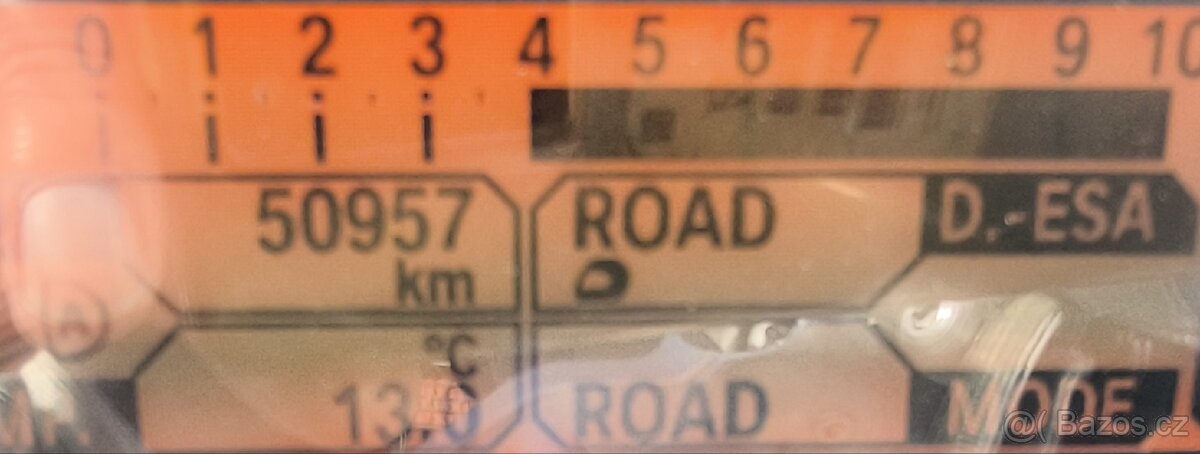 0 1 2 3 4 5 6 7 8 9 10
50957 ROAD D.-ESA
km
°C
ROAD MODE
@( Bazos.cz